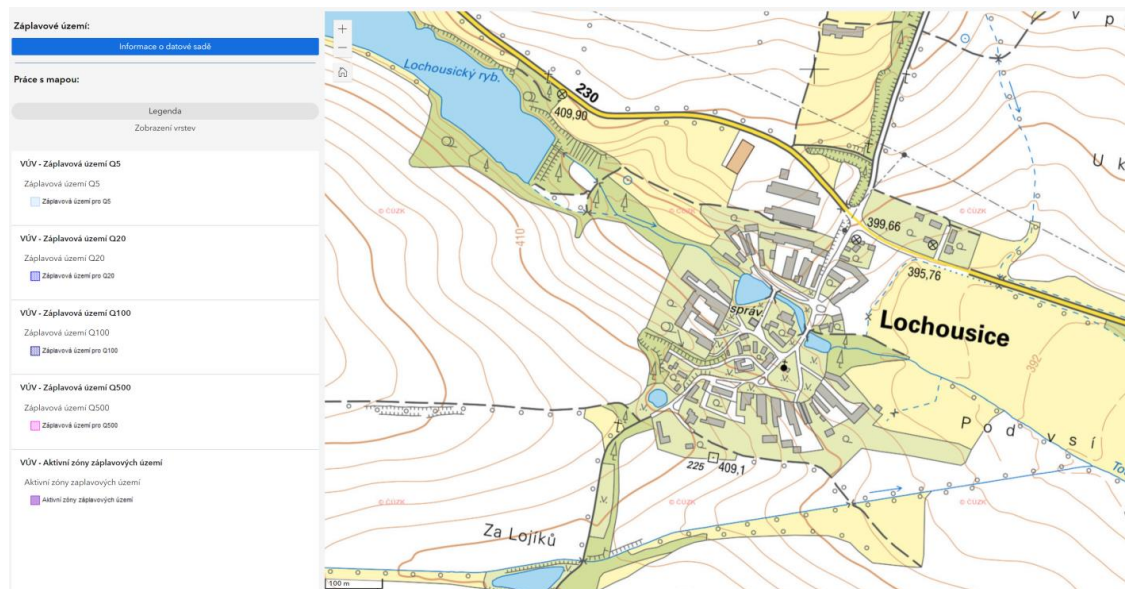 Záplavové území:
Informace o datové sadě
Práce s mapou:
Legenda
Zobrazení vrstev
VÚV - Záplavová území Q5
Záplavová území Q5
Záplavová území pro Q5
VÚV - Záplavová území Q20
Záplavová území Q20
Záplavová území pro Q20
VÚV - Záplavová území Q100
Záplavová území Q100
Záplavová území pro Q100
VÚV - Záplavová území Q500
Záplavová území Q500
Záplavová území pro Q500
VÚV - Aktivní zóny záplavových území
Aktivní zóny zaplavových území
Aktivní zóny záplavových území
+
−
v p
Lochousický ryb.
230
409,90
U k
© ČÚZK
© ČÚZK
© ČÚZK
410
399,66
395,76
správ.
Lochousice
392
Pod vsí
225
409,1
To
© ČÚZK
© ČÚZK
© ČÚZK
Za Lojíků
100 m